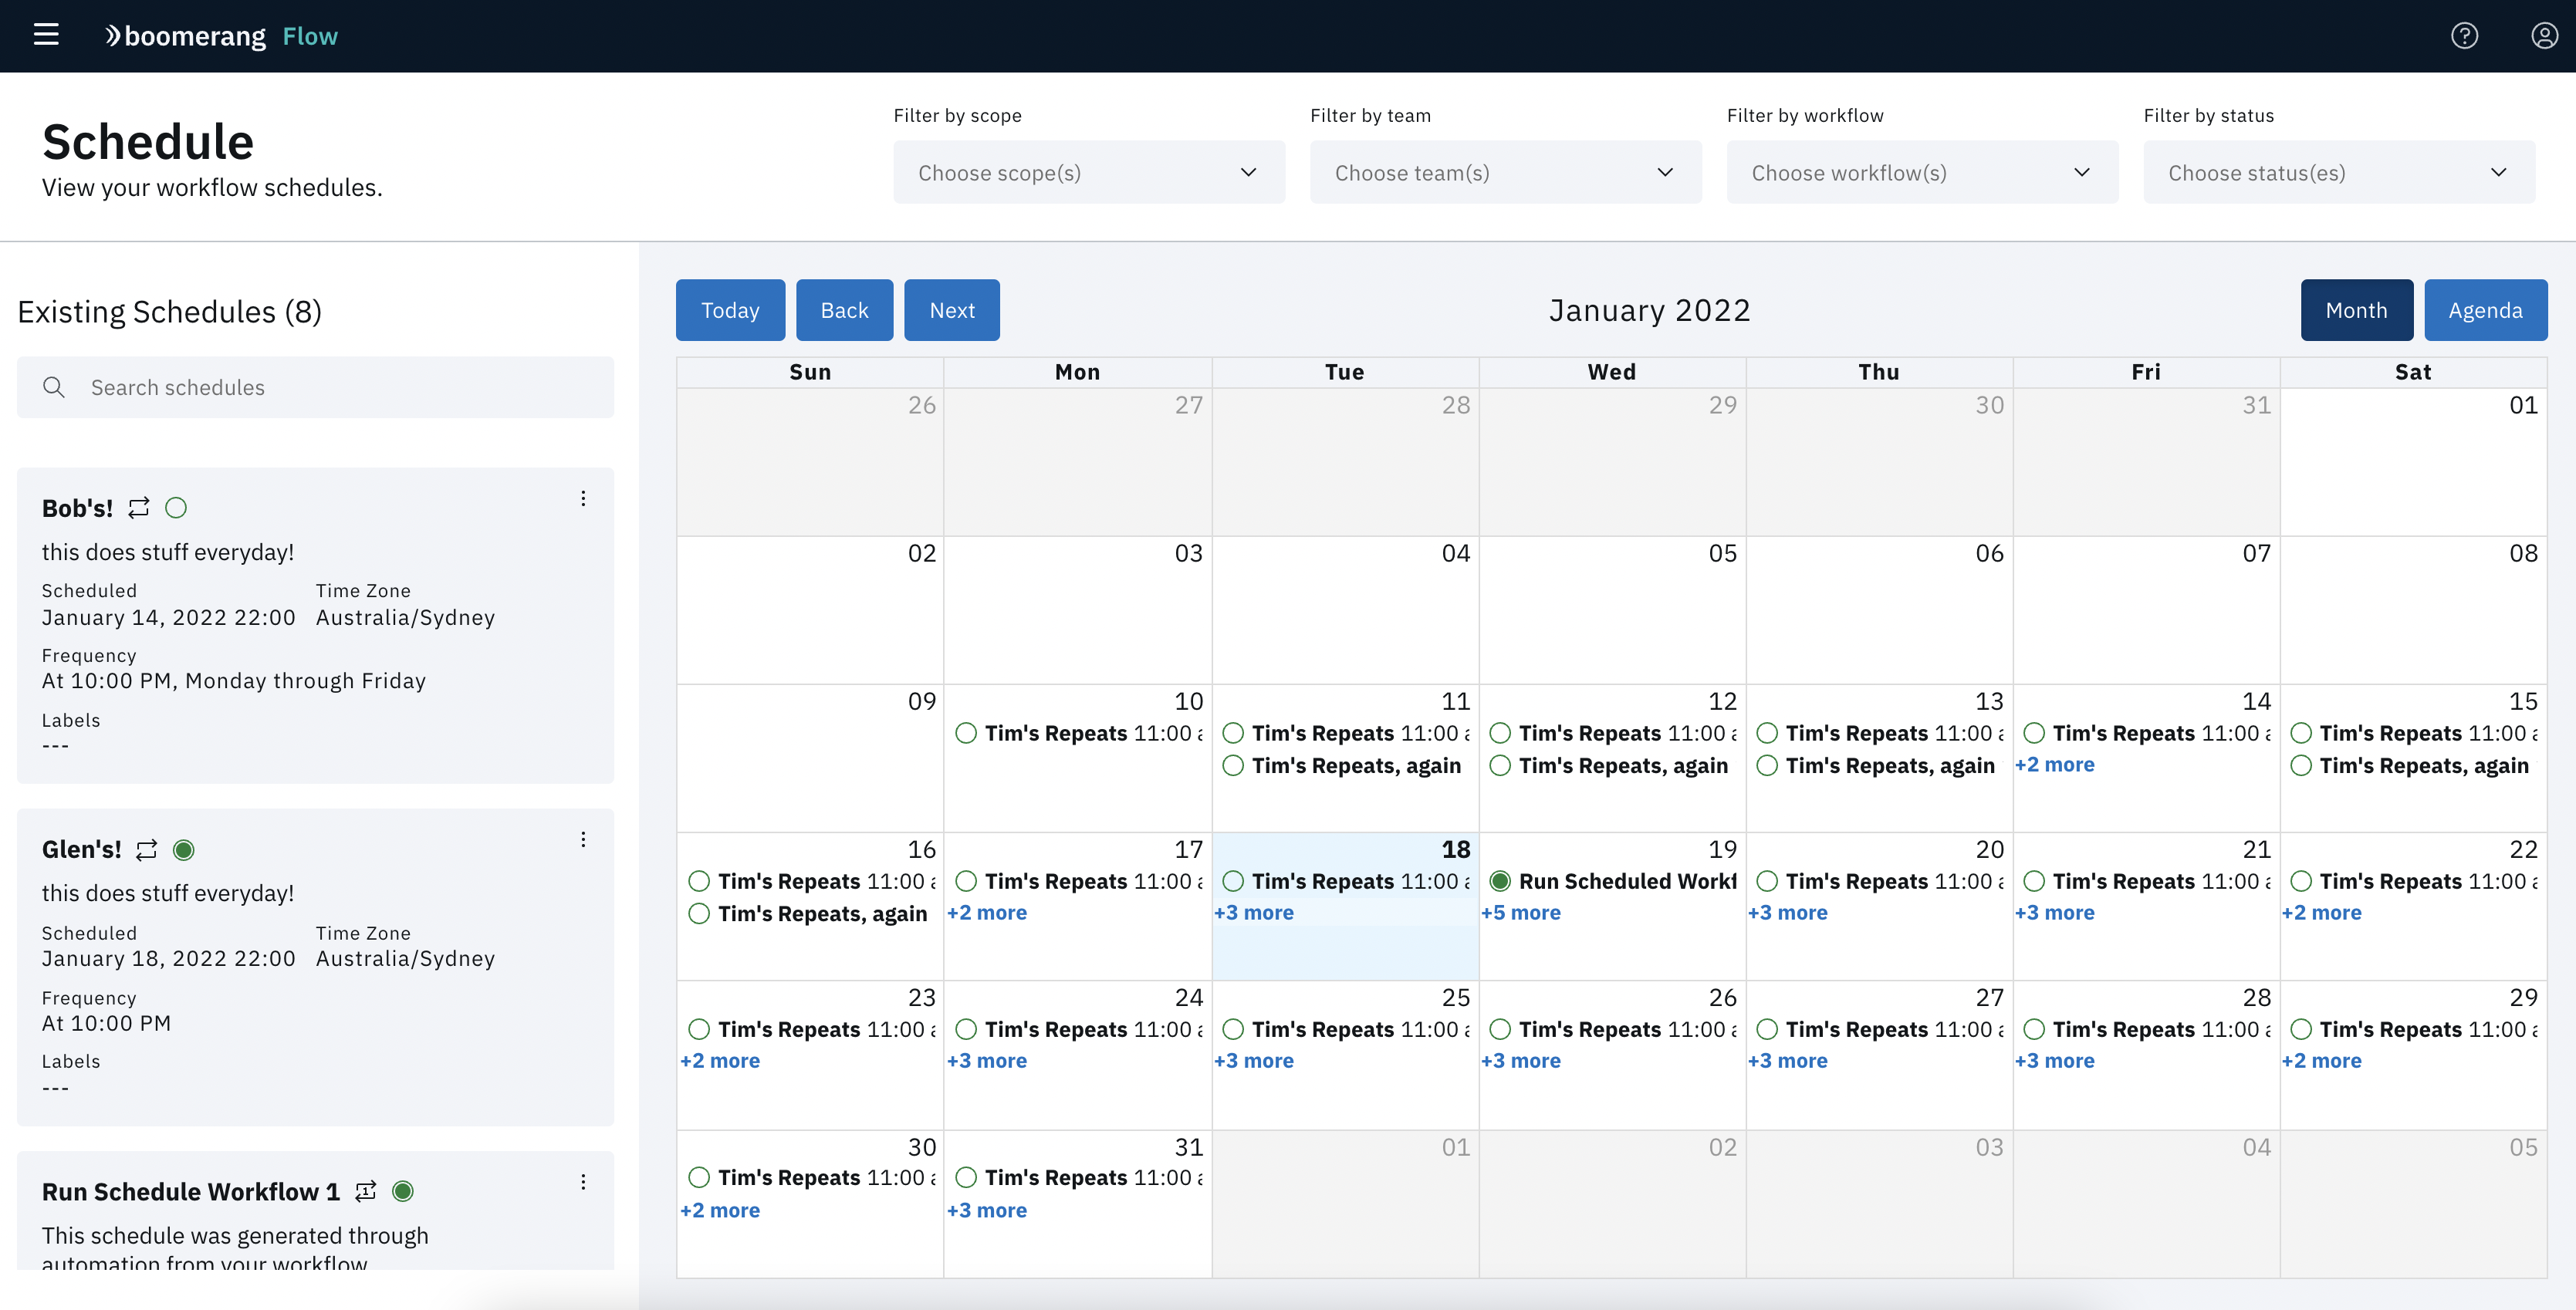 boomerang Flow
Schedule
View your workflow schedules.
Filter by scope
Choose scope(s)
Filter by team
Choose team(s)
Filter by workflow
Choose workflow(s)
Filter by status
Choose status(es)
Existing Schedules (8)
Search schedules
Bob's!
this does stuff everyday!
Scheduled Time Zone
January 14, 2022 22:00 Australia/Sydney
Frequency
At 10:00 PM, Monday through Friday
Labels
---
Glen's!
this does stuff everyday!
Scheduled Time Zone
January 18, 2022 22:00 Australia/Sydney
Frequency
At 10:00 PM
Labels
---
Run Schedule Workflow 1
This schedule was generated through
automation from your workflow
Today Back Next
January 2022
Month Agenda
Sun Mon Tue Wed Thu Fri Sat
26 27 28 29 30 31 01
02 03 04 05 06 07 08
09 10 11 12 13 14 15
Tim's Repeats 11:00 Tim's Repeats 11:00 Tim's Repeats 11:00 Tim's Repeats 11:00 Tim's Repeats 11:00 Tim's Repeats 11:00
Tim's Repeats, again Tim's Repeats, again Tim's Repeats, again +2 more Tim's Repeats, again
16 17 18 19 20 21 22
Tim's Repeats 11:00 Tim's Repeats 11:00 Tim's Repeats 11:00 Run Scheduled Workf Tim's Repeats 11:00 Tim's Repeats 11:00 Tim's Repeats 11:00
Tim's Repeats, again +2 more +3 more +5 more +3 more +3 more +2 more
23 24 25 26 27 28 29
Tim's Repeats 11:00 Tim's Repeats 11:00 Tim's Repeats 11:00 Tim's Repeats 11:00 Tim's Repeats 11:00 Tim's Repeats 11:00 Tim's Repeats 11:00
+2 more +3 more +3 more +3 more +3 more +3 more +2 more
30 31 01 02 03 04 05
Tim's Repeats 11:00 Tim's Repeats 11:00
+2 more +3 more